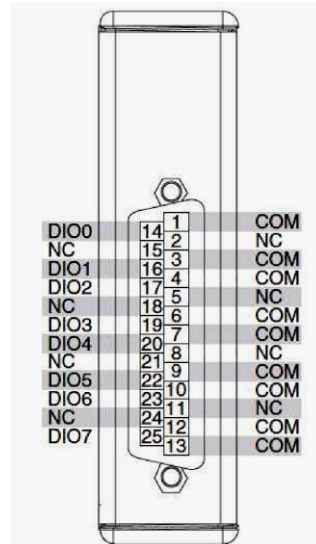 1 COM
DIO0 14
2 NC
NC 15
3 COM
DIO1 16
4 COM
DIO2 17
5 NC
NC 18
6 COM
DIO3 19
7 COM
DIO4 20
8 NC
NC 21
9 COM
DIO5 22
10 COM
DIO6 23
11 NC
NC 24
12 COM
DIO7 25
13 COM